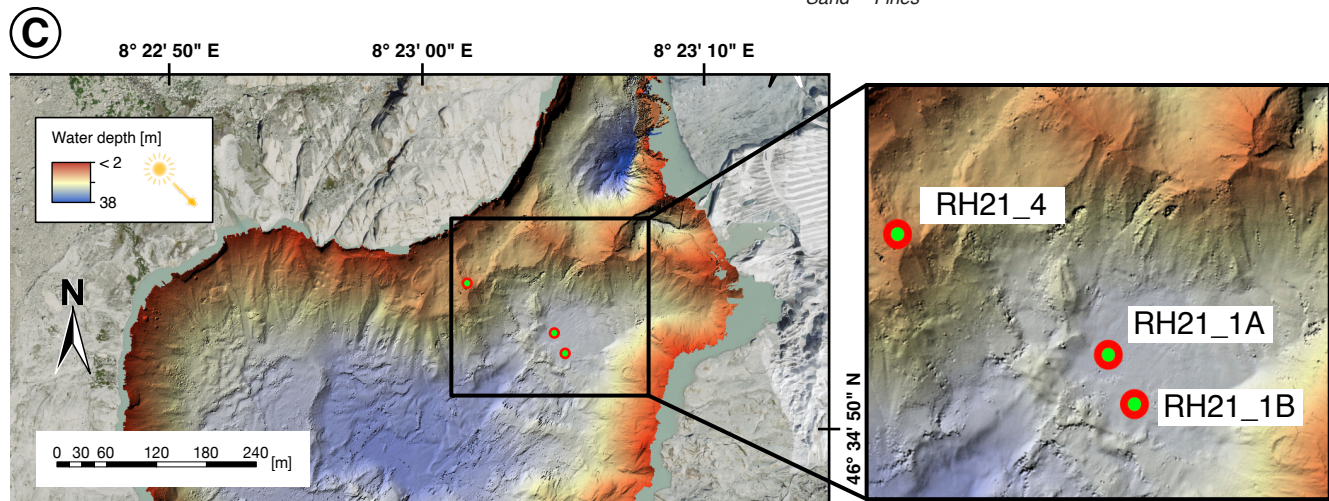 Sand Fines
C
8° 22' 50" E 8° 23' 00" E 8° 23' 10" E
Water depth [m]
< 2
38
N
0 30 60 120 180 240 [m]
46° 34' 50" N
RH21_4
RH21_1A
RH21_1B